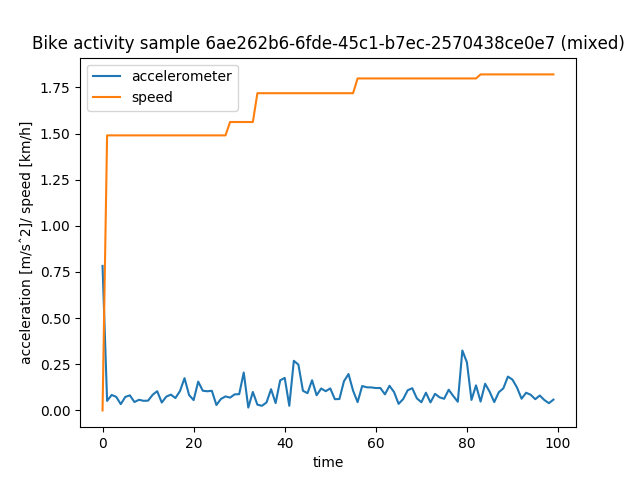 Bike activity sample 6ae262b6-6fde-45c1-b7ec-2570438ce0e7 (mixed)
accelerometer
speed
1.75
1.50
1.25
1.00
0.75
0.50
0.25
0.00
acceleration [m/sˆ2]/ speed [km/h]
0 20 40 60 80 100
time